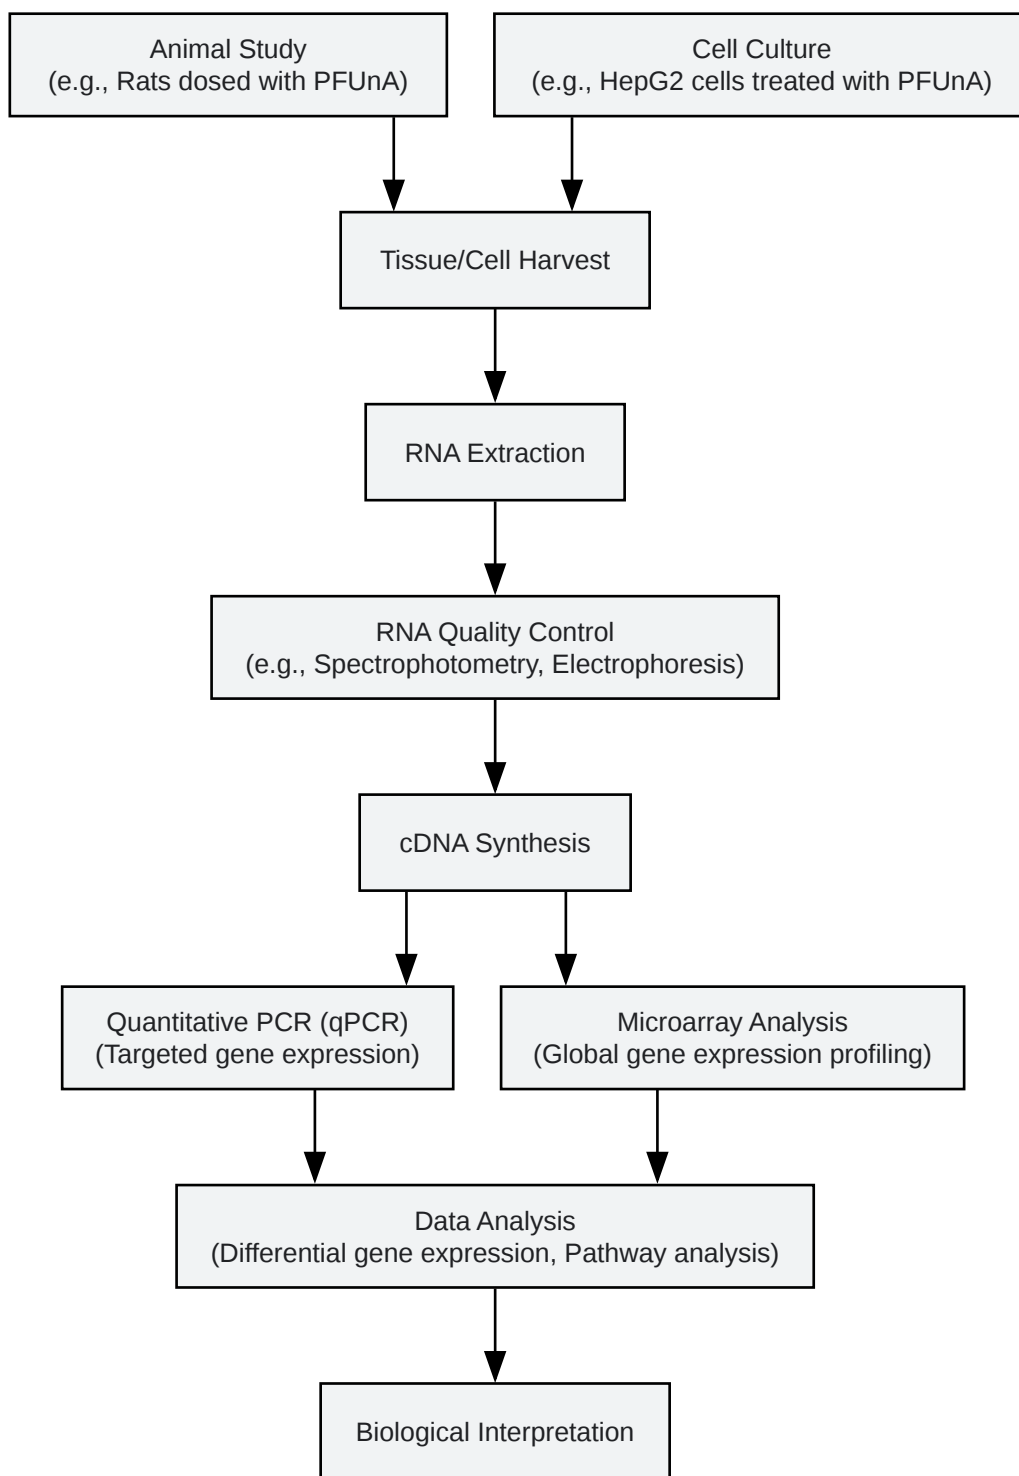 Animal Study
(e.g., Rats dosed with PFUnA)
Cell Culture
(e.g., HepG2 cells treated with PFUnA)
Tissue/Cell Harvest
RNA Extraction
RNA Quality Control
(e.g., Spectrophotometry, Electrophoresis)
cDNA Synthesis
Quantitative PCR (qPCR)
(Targeted gene expression)
Microarray Analysis
(Global gene expression profiling)
Data Analysis
(Differential gene expression, Pathway analysis)
Biological Interpretation